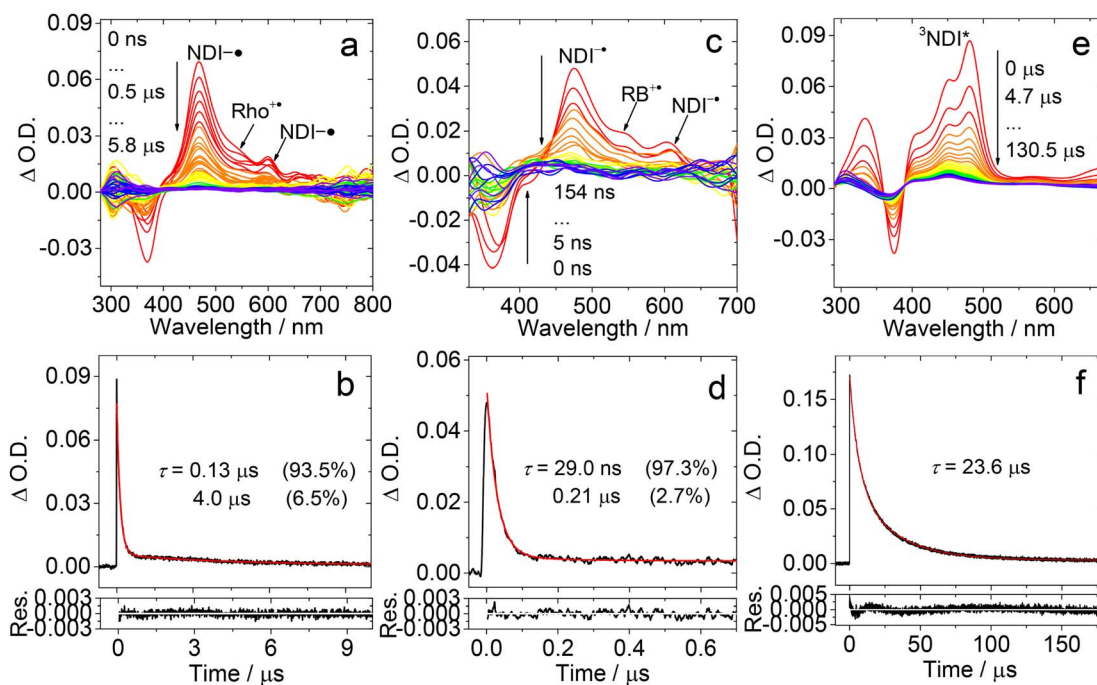 a
0.09
0.06
0.03
0.00
-0.03
Δ O.D.
0 ns
...
0.5 μs
...
5.8 μs
NDI–●
Rho⁺•
NDI–●
300 400 500 600 700 800
Wavelength / nm
c
0.06
0.04
0.02
0.00
-0.02
-0.04
Δ O.D.
NDI⁻•
RB⁺•
NDI⁻•
154 ns
...
5 ns
0 ns
400 500 600 700
Wavelength / nm
e
0.09
0.06
0.03
0.00
-0.03
Δ O.D.
³NDI*
0 μs
4.7 μs
...
130.5 μs
300 400 500 600
Wavelength / nm
b
0.09
0.06
0.03
0.00
Δ O.D.
τ = 0.13 μs (93.5%)
4.0 μs (6.5%)
0.003
0.000
-0.003
Res.
0 3 6 9
Time / μs
d
0.06
0.04
0.02
0.00
Δ O.D.
τ = 29.0 ns (97.3%)
0.21 μs (2.7%)
0.003
0.000
-0.003
Res.
0.0 0.2 0.4 0.6
Time / μs
f
0.15
0.10
0.05
0.00
Δ O.D.
τ = 23.6 μs
0.005
0.000
-0.005
Res.
0 50 100 150
Time / μs